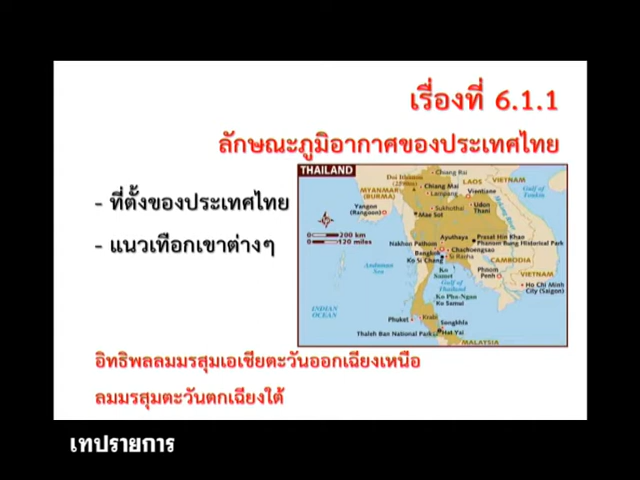 เรื่องที่ 6.1.1
ลักษณะภูมิอากาศของประเทศไทย
- ที่ตั้งของประเทศไทย
- แนวเทือกเขาต่างๆ
THAILAND
Chiang Rai
Doi Inthanon
LAOS
VIETNAM
MYANMAR
(BURMA)
Chiang Mai
Lampang
Vientiane
Gulf of
Tonkin
Yangon
(Rangoon)
Sukhothai
Udon
Thani
Mae Sot
0 200 km
0 120 miles
Nakhon Pathom
Ayuthaya
Prasat Hin Khao
Phanom Rung Historical Park
Bangkok
Chachoengsao
Si Racha
Ko Si Chang
CAMBODIA
Andaman
Sea
Ko
Samet
Phnom
Penh
VIETNAM
Gulf of
Thailand
Ho Chi Minh
City (Saigon)
Ko Pha-Ngan
Ko Samui
INDIAN
OCEAN
Phuket
Krabi
Songkhla
Thaleh Ban National Park
Hat Yai
MALAYSIA
อิทธิพลลมมรสุมเอเชียตะวันออกเฉียงเหนือ
ลมมรสุมตะวันตกเฉียงใต้
เทปรายการ